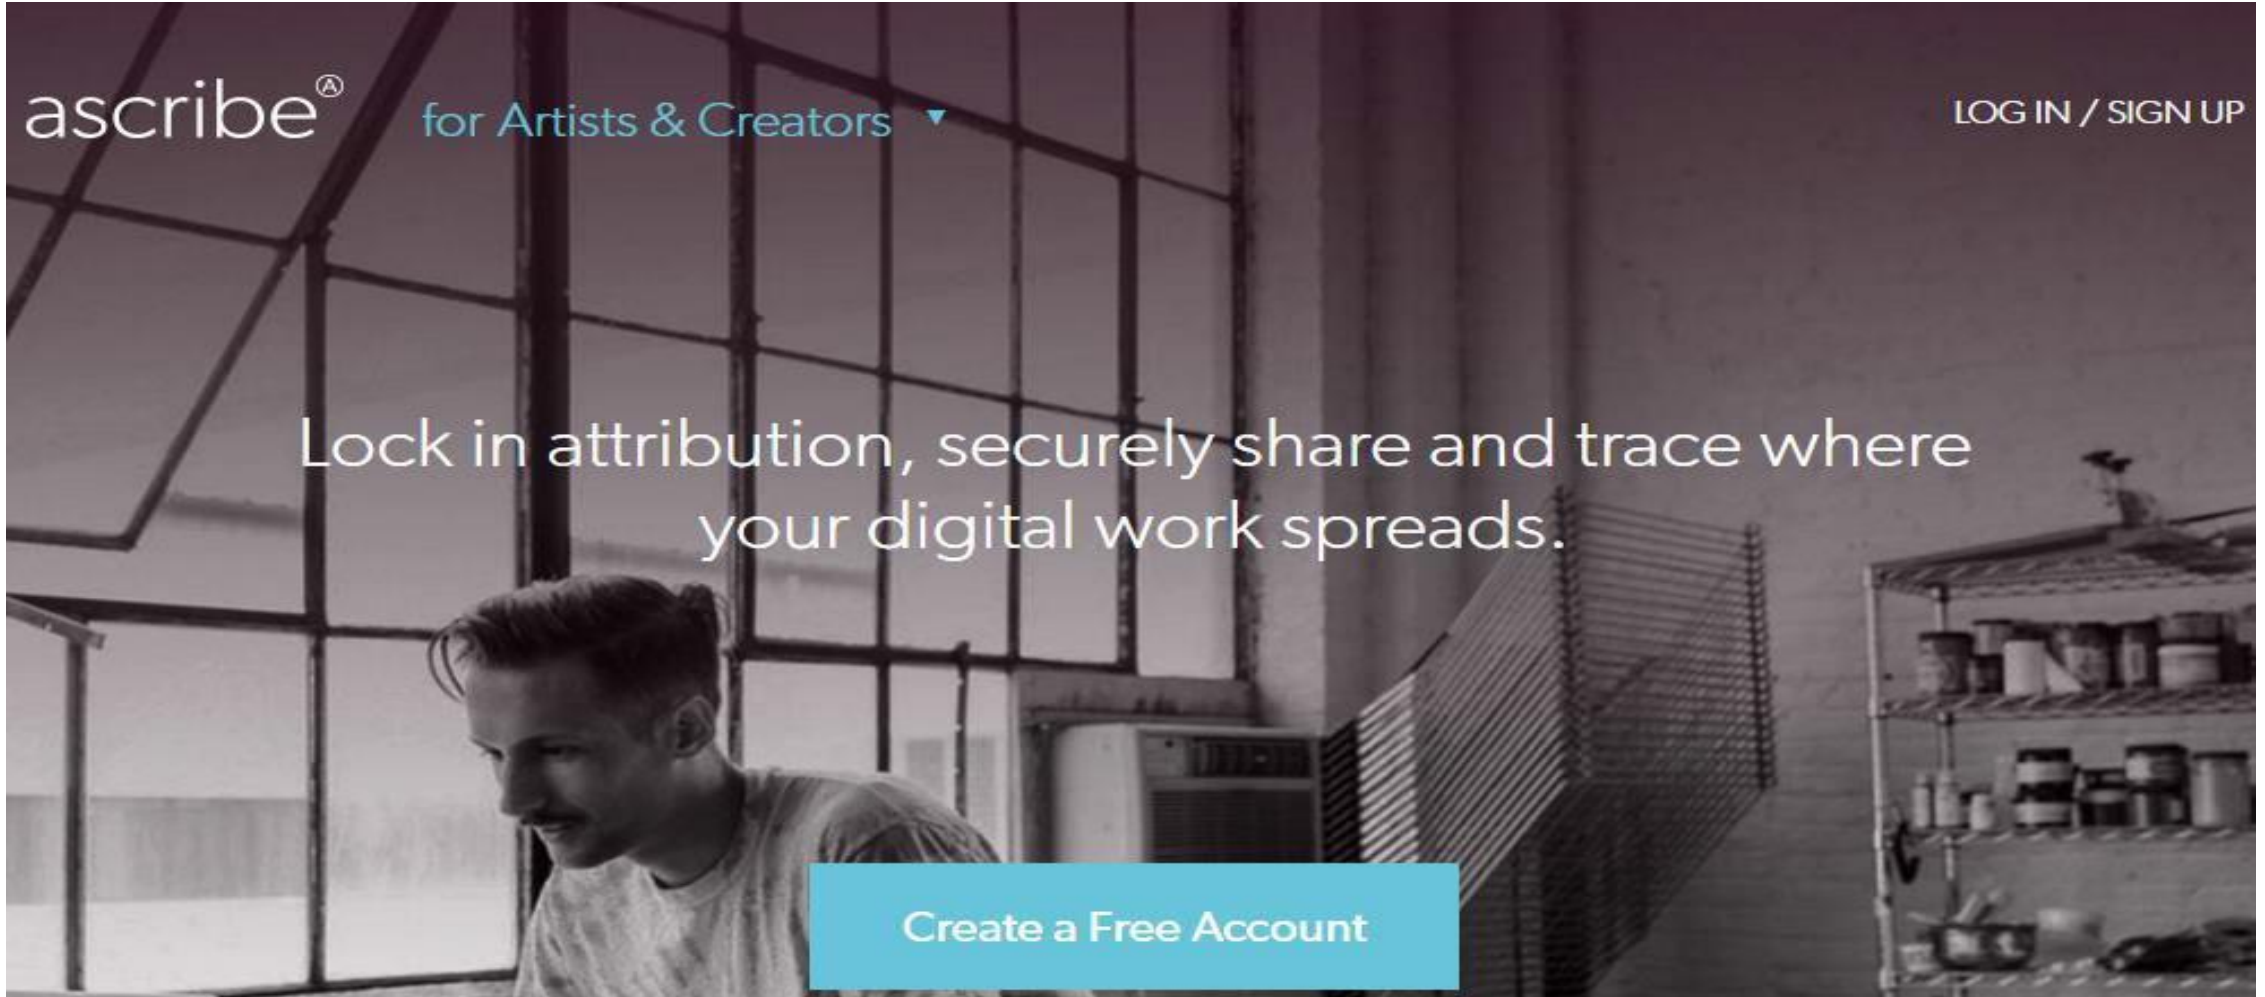 ascribe Ⓐ
for Artists & Creators ▼
LOG IN / SIGN UP
Lock in attribution, securely share and trace where
your digital work spreads.
Create a Free Account